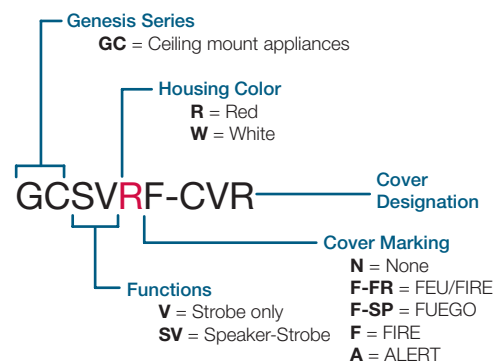 Genesis Series
GC = Ceiling mount appliances
Housing Color
R = Red
W = White
GCSVRF-CVR
Cover
Designation
Cover Marking
N = None
F-FR = FEU/FIRE
F-SP = FUEGO
F = FIRE
A = ALERT
Functions
V = Strobe only
SV = Speaker-Strobe